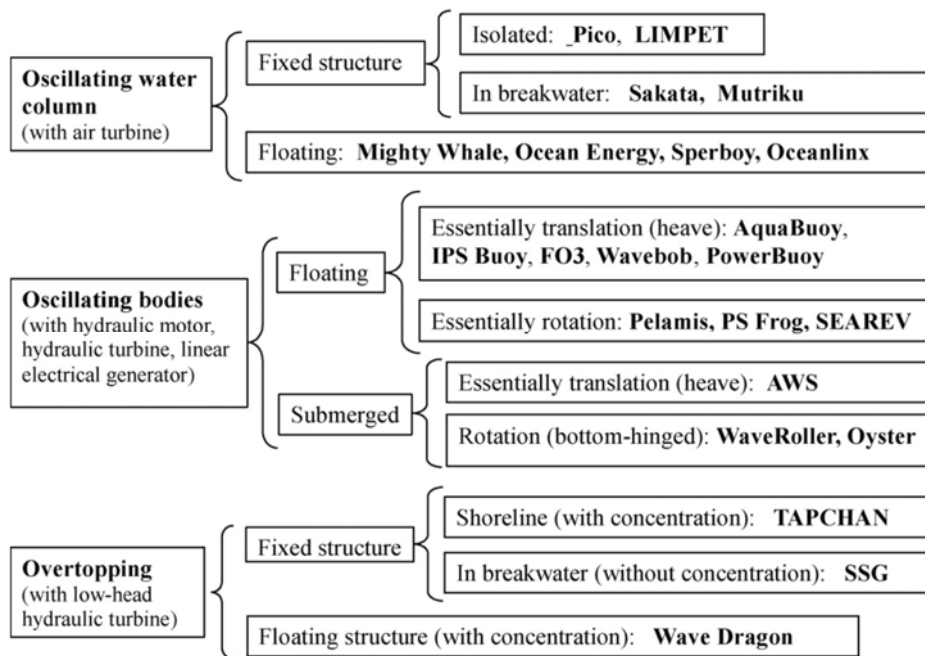 Oscillating water
column
(with air turbine)
Fixed structure
Isolated: _Pico, LIMPET
In breakwater: Sakata, Mutriku
Floating: Mighty Whale, Ocean Energy, Sperboy, Oceanlinx
Oscillating bodies
(with hydraulic motor,
hydraulic turbine, linear
electrical generator)
Floating
Essentially translation (heave): AquaBuoy,
IPS Buoy, FO3, Wavebob, PowerBuoy
Essentially rotation: Pelamis, PS Frog, SEAREV
Submerged
Essentially translation (heave): AWS
Rotation (bottom-hinged): WaveRoller, Oyster
Overtopping
(with low-head
hydraulic turbine)
Fixed structure
Shoreline (with concentration): TAPCHAN
In breakwater (without concentration): SSG
Floating structure (with concentration): Wave Dragon